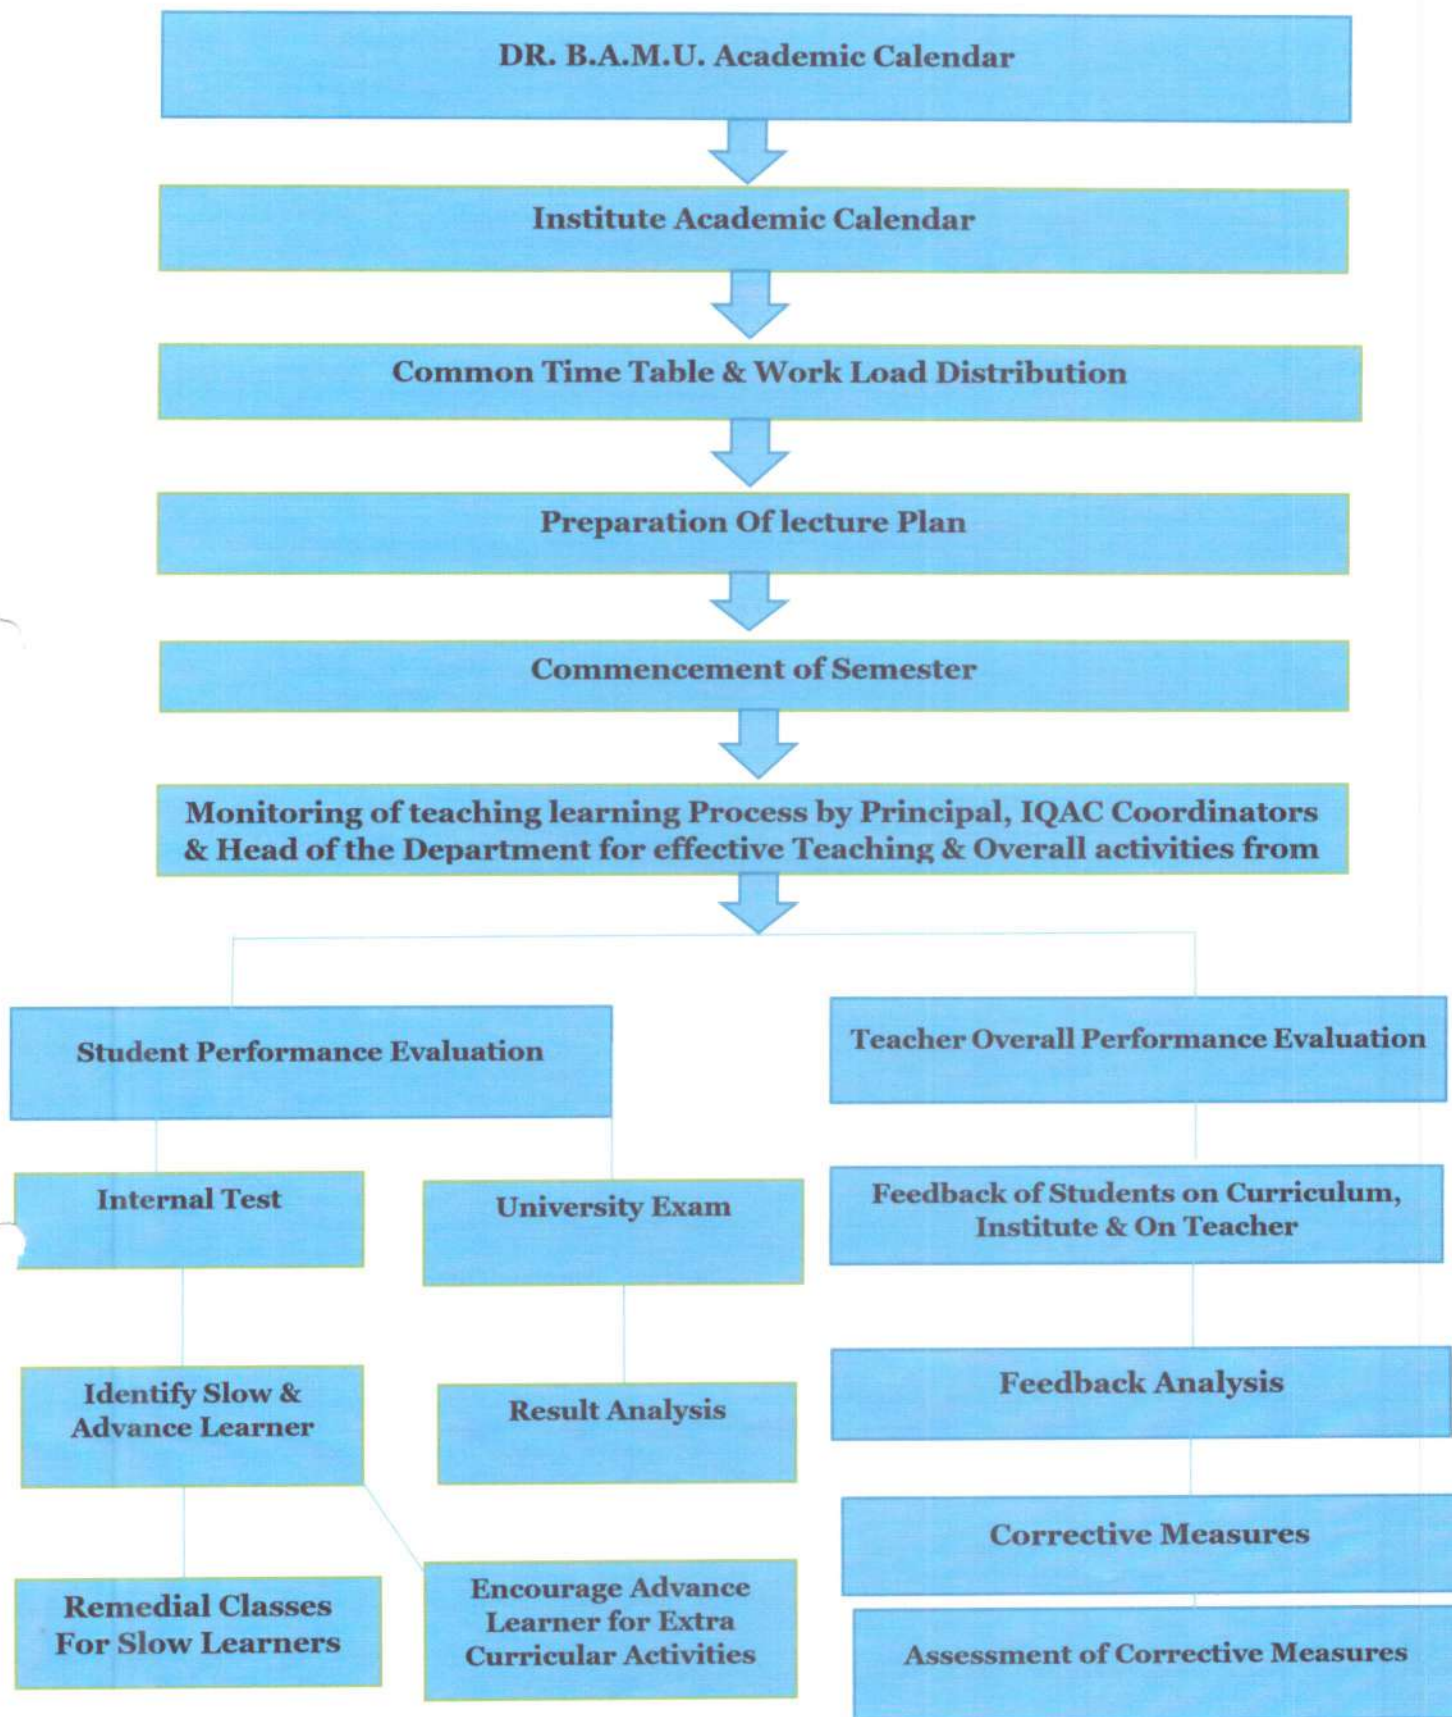 DR. B.A.M.U. Academic Calendar
Institute Academic Calendar
Common Time Table & Work Load Distribution
Preparation Of lecture Plan
Commencement of Semester
Monitoring of teaching learning Process by Principal, IQAC Coordinators
& Head of the Department for effective Teaching & Overall activities from
Student Performance Evaluation
Teacher Overall Performance Evaluation
Internal Test
University Exam
Feedback of Students on Curriculum,
Institute & On Teacher
Identify Slow &
Advance Learner
Result Analysis
Feedback Analysis
Corrective Measures
Remedial Classes
For Slow Learners
Encourage Advance
Learner for Extra
Curricular Activities
Assessment of Corrective Measures